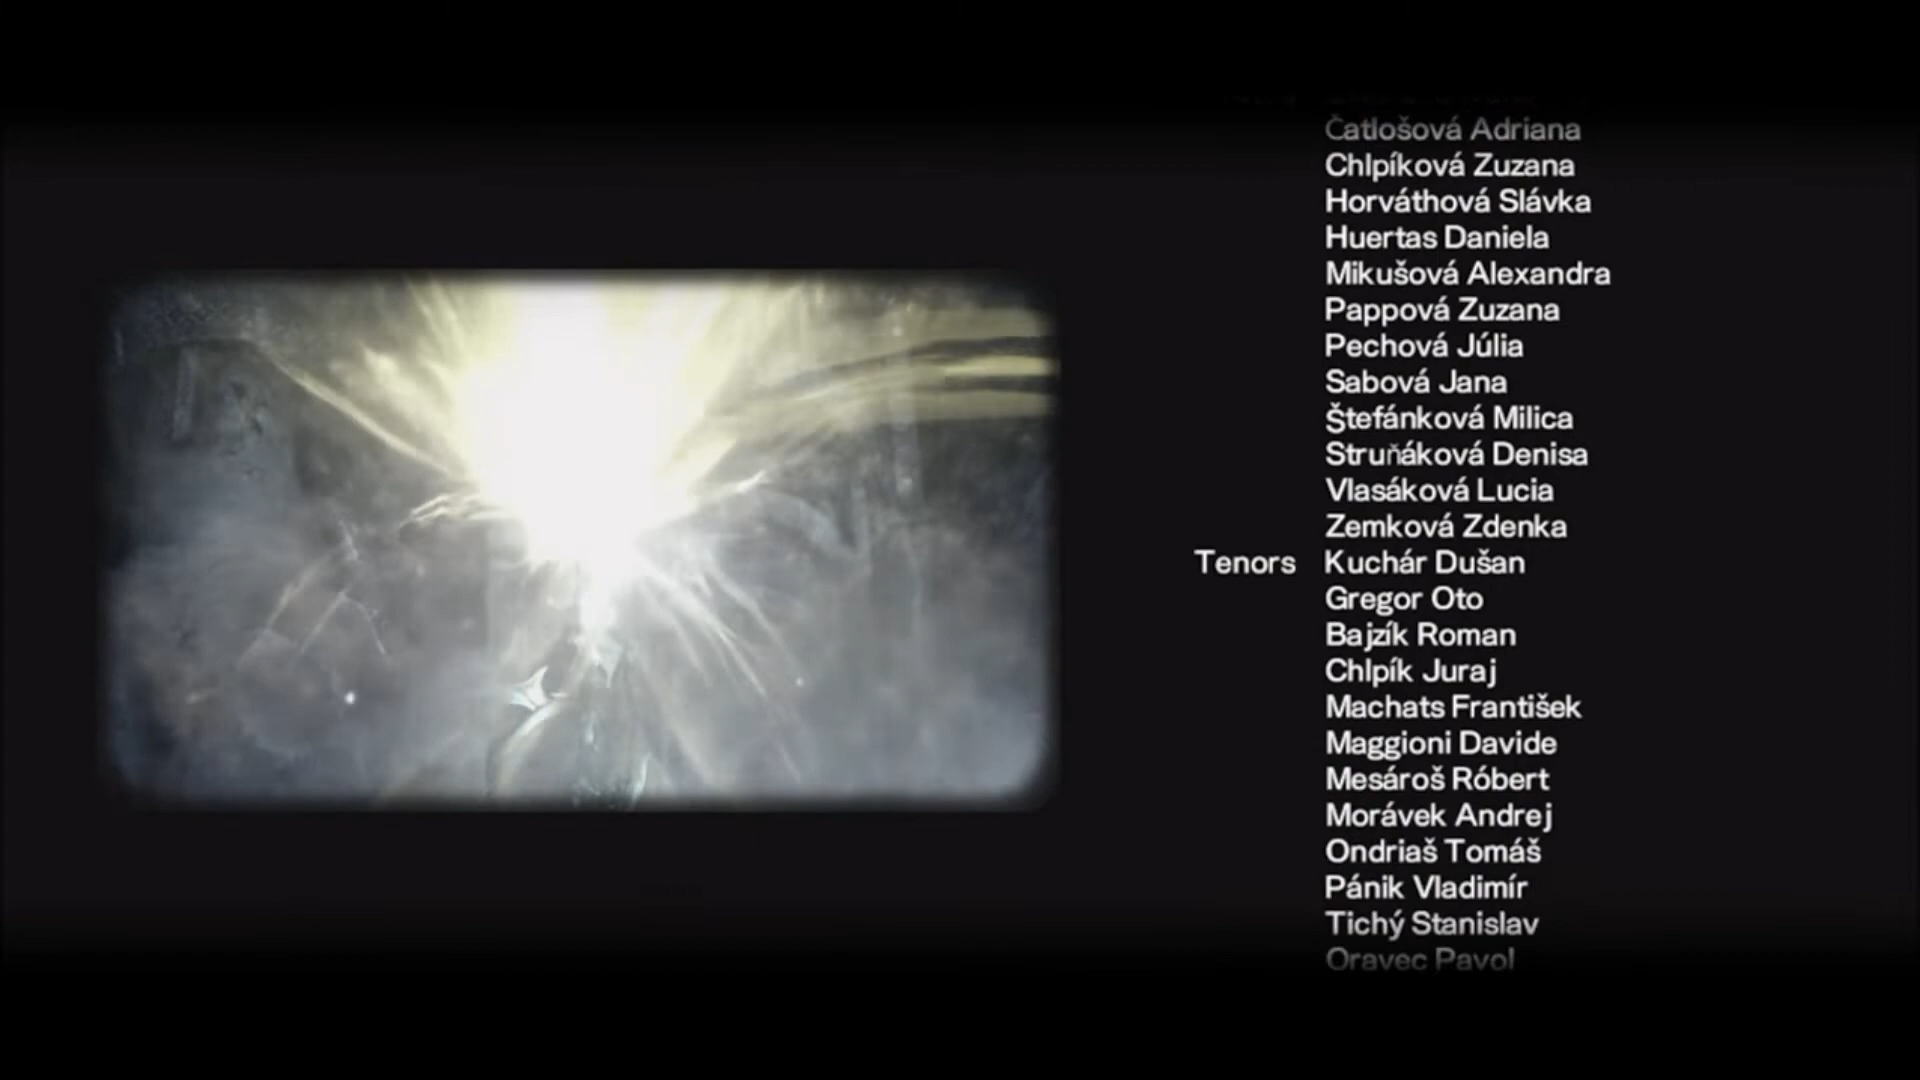 Čatlošová Adriana
Chlpíková Zuzana
Horváthová Slávka
Huertas Daniela
Mikušová Alexandra
Pappová Zuzana
Pechová Júlia
Sabová Jana
Štefánková Milica
Struňáková Denisa
Vlasáková Lucia
Zemková Zdenka
Tenors Kuchár Dušan
Gregor Oto
Bajzík Roman
Chlpík Juraj
Machats František
Maggioni Davide
Mesároš Róbert
Morávek Andrej
Ondriaš Tomáš
Pánik Vladimír
Tichý Stanislav
Oravec Pavol